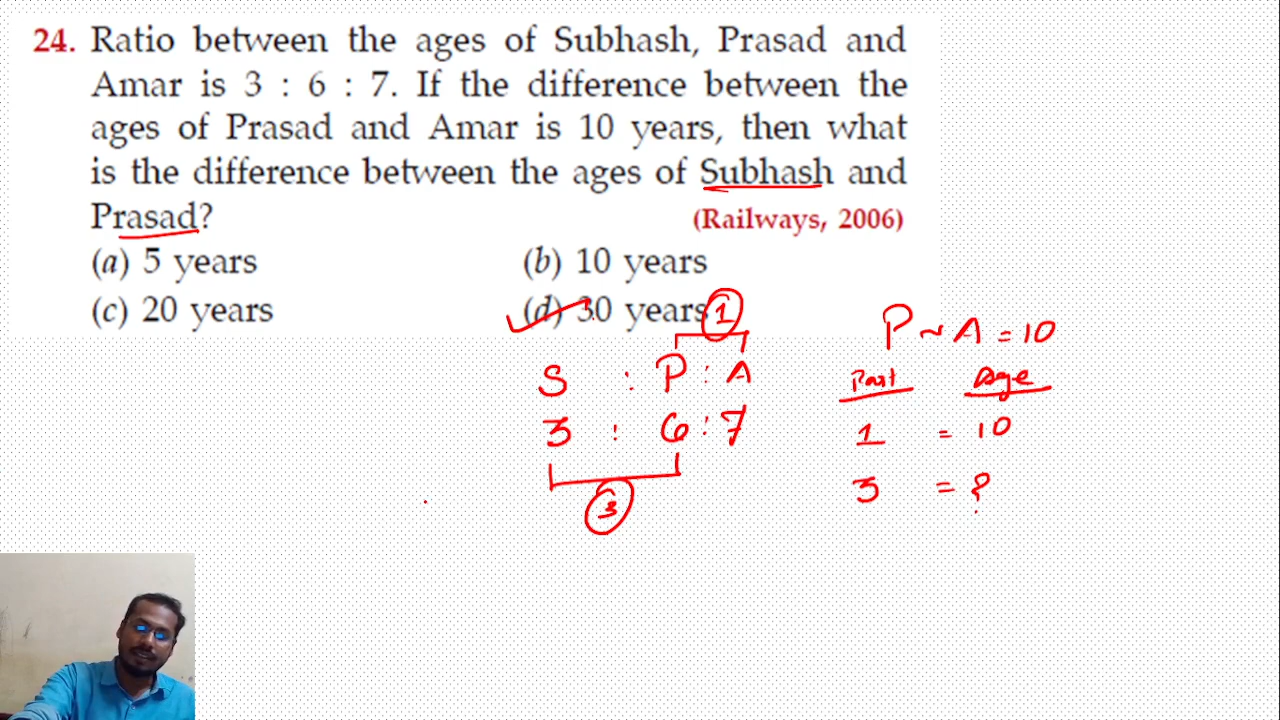 24. Ratio between the ages of Subhash, Prasad and
Amar is 3 : 6 : 7. If the difference between the
ages of Prasad and Amar is 10 years, then what
is the difference between the ages of Subhash and
Prasad? (Railways, 2006)
(a) 5 years (b) 10 years
(c) 20 years (d) 30 years
1
P ~ A = 10
S : P : A
Part Age
3 : 6 : 7
1 = 10
3 = ?
3